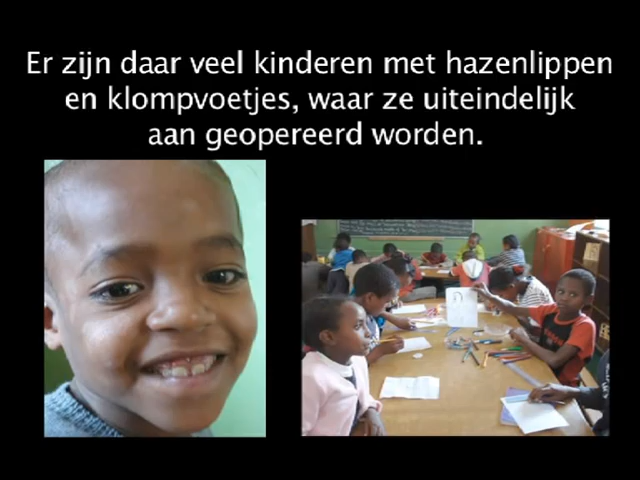 Er zijn daar veel kinderen met hazenlippen
en klompvoetjes, waar ze uiteindelijk
aan geopereerd worden.